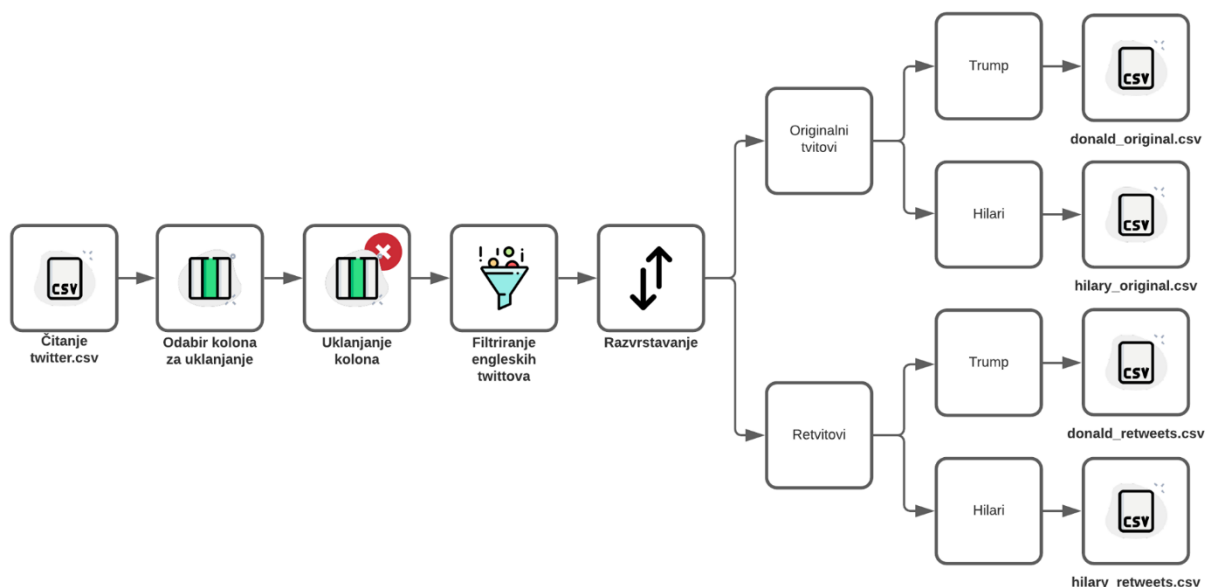 CSV
Čitanje
twitter.csv
Odabir kolona
za uklanjanje
Uklanjanje
kolona
Filtriranje
engleskih
twittova
Razvrstavanje
Originalni
tvitovi
Trump
CSV
donald_original.csv
Hilari
CSV
hilary_original.csv
Retvitovi
Trump
CSV
donald_retweets.csv
Hilari
CSV
hilary_retweets.csv